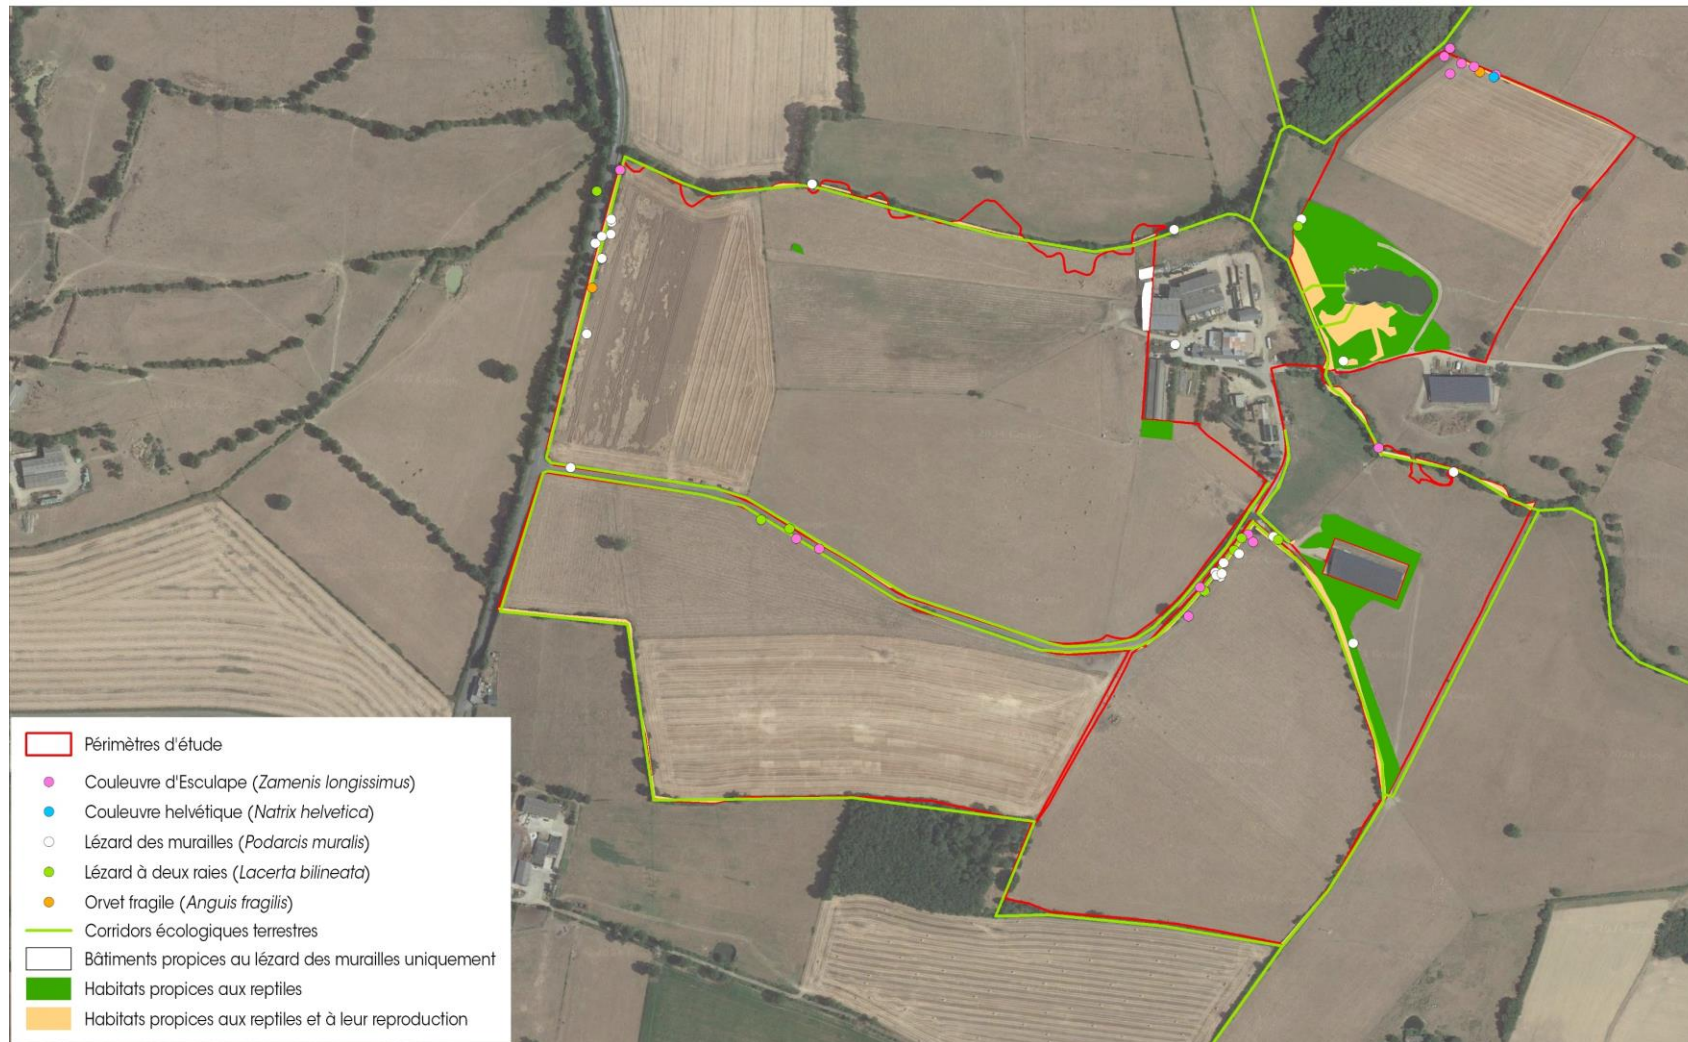 Périmètres d'étude
Couleuvre d'Esculape (Zamenis longissimus)
Couleuvre helvétique (Natrix helvetica)
Lézard des murailles (Podarcis muralis)
Lézard à deux raies (Lacerta bilineata)
Orvet fragile (Anguis fragilis)
Corridors écologiques terrestres
Bâtiments propices au lézard des murailles uniquement
Habitats propices aux reptiles
Habitats propices aux reptiles et à leur reproduction